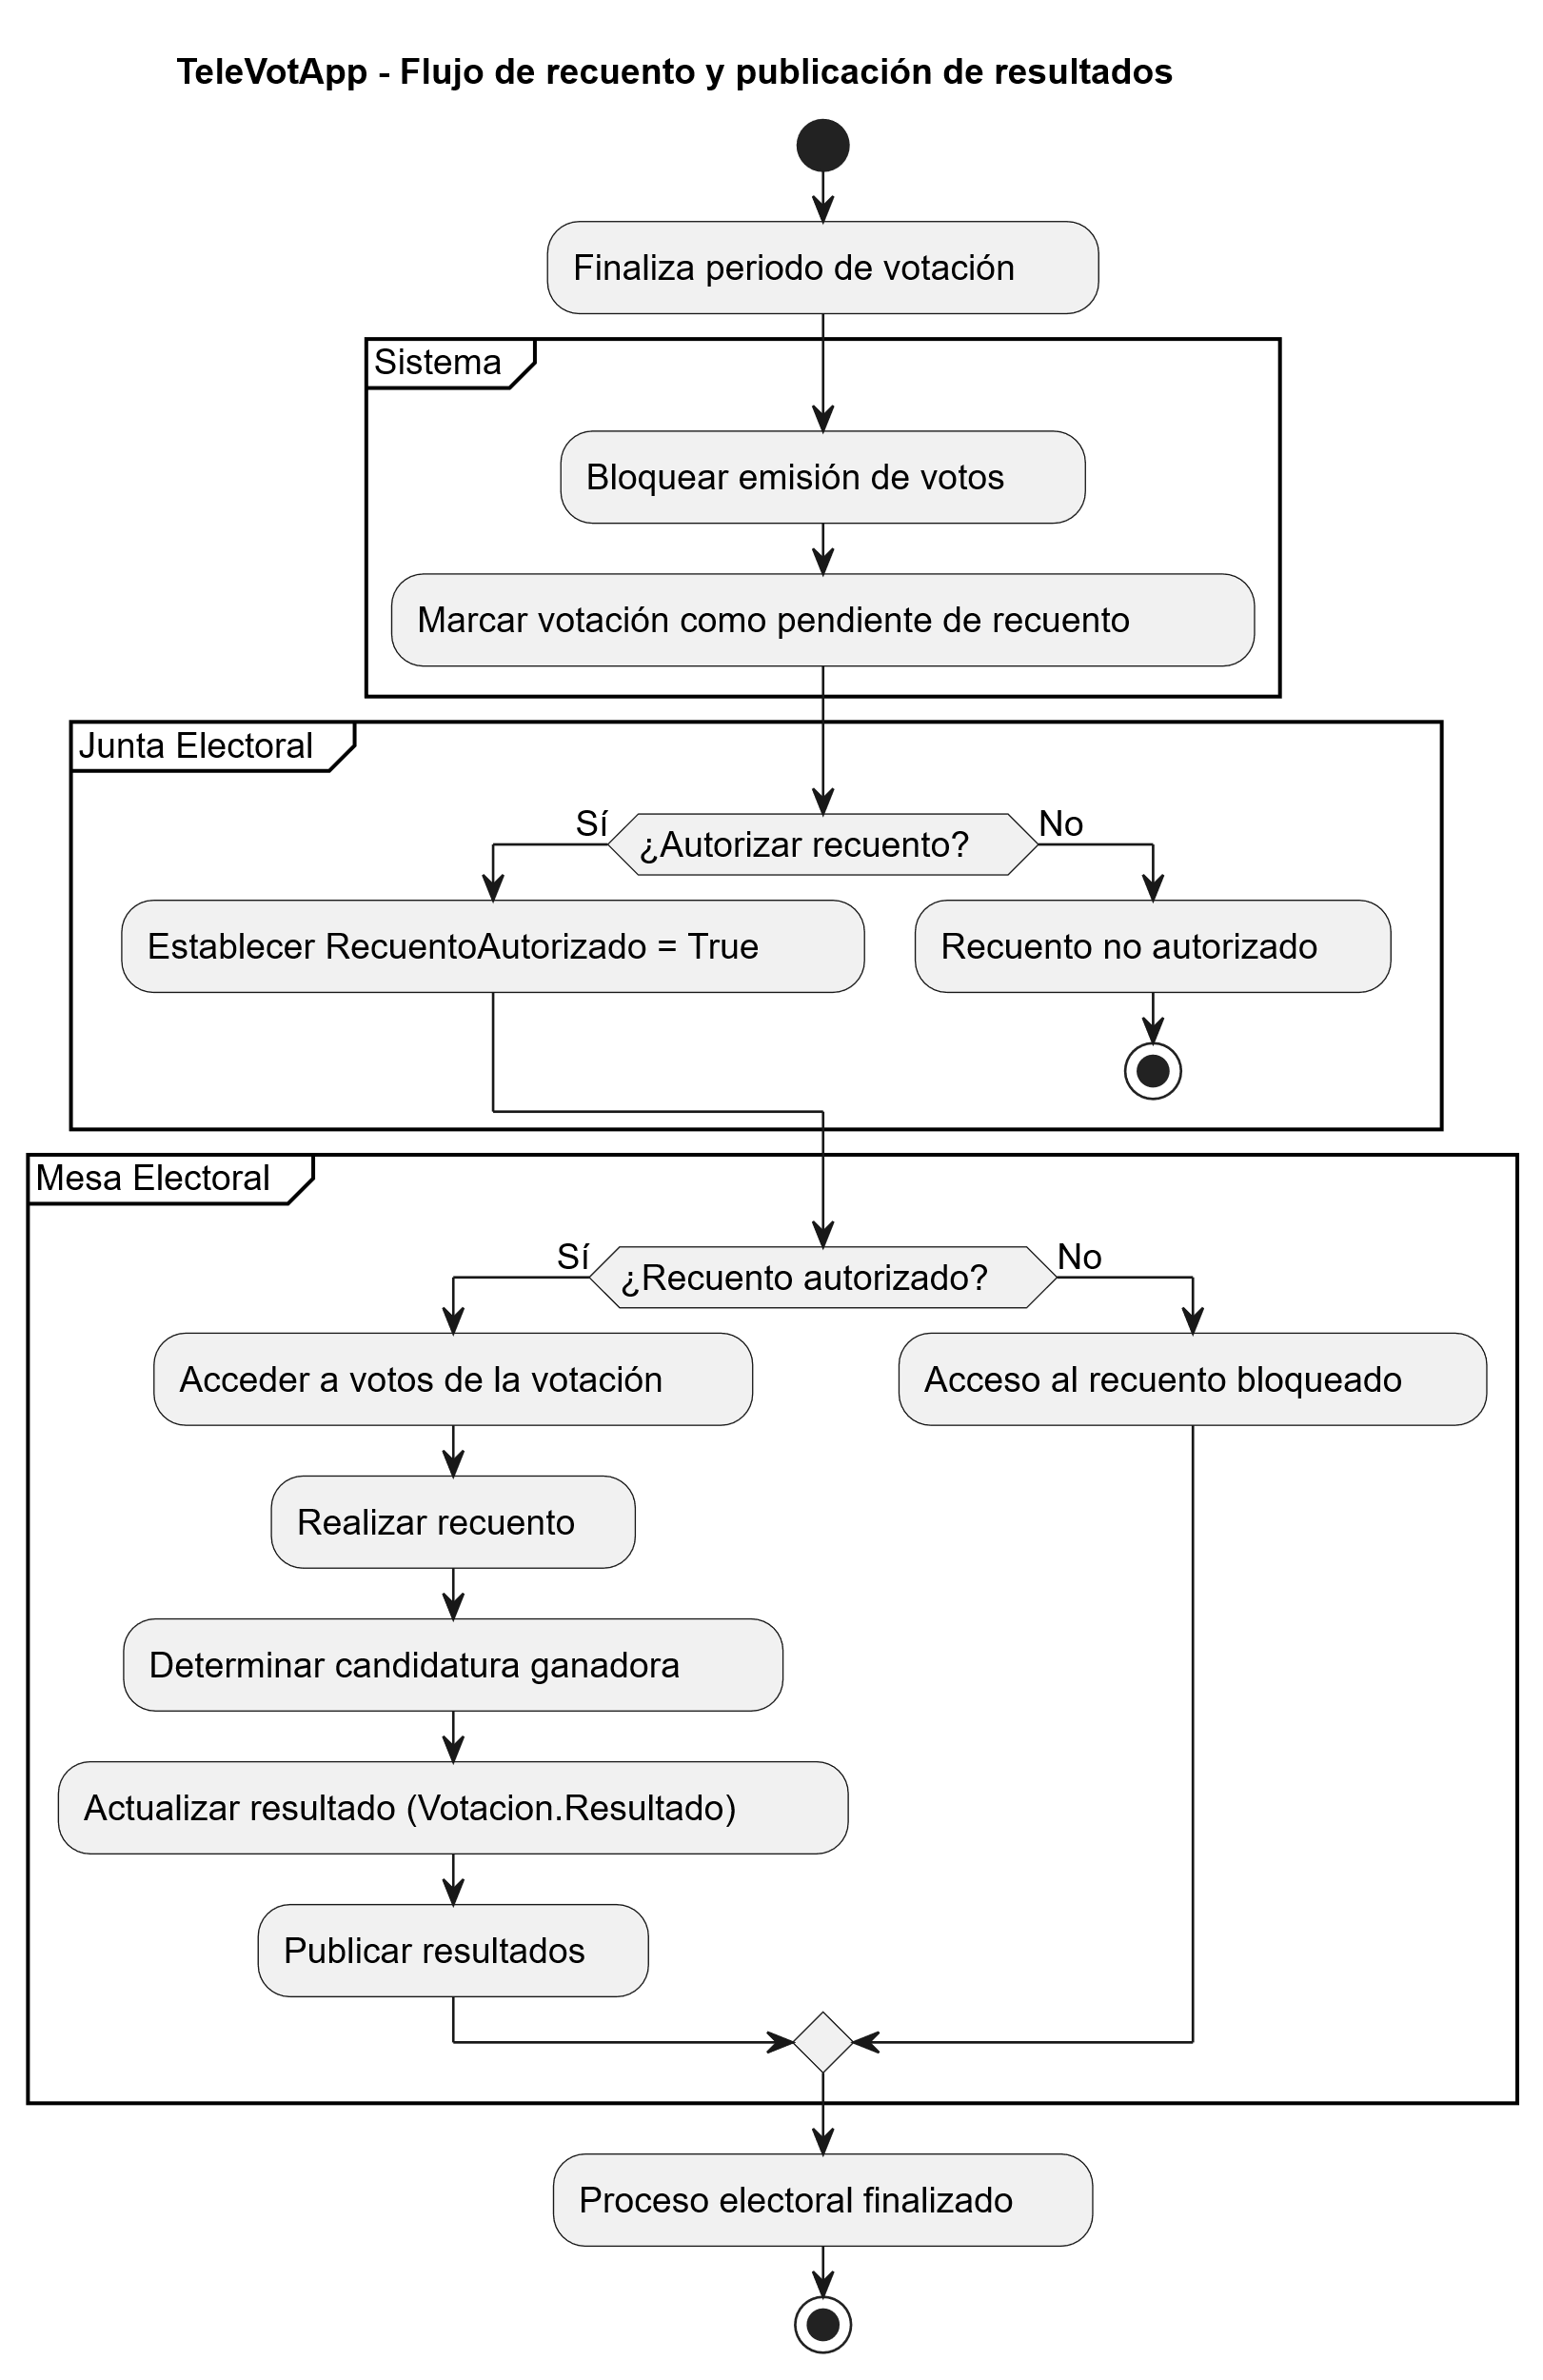 TeleVotApp - Flujo de recuento y publicación de resultados
Finaliza periodo de votación
Sistema
Bloquear emisión de votos
Marcar votación como pendiente de recuento
Junta Electoral
Sí
¿Autorizar recuento?
No
Establecer RecuentoAutorizado = True
Recuento no autorizado
Mesa Electoral
Sí
¿Recuento autorizado?
No
Acceder a votos de la votación
Acceso al recuento bloqueado
Realizar recuento
Determinar candidatura ganadora
Actualizar resultado (Votacion.Resultado)
Publicar resultados
Proceso electoral finalizado